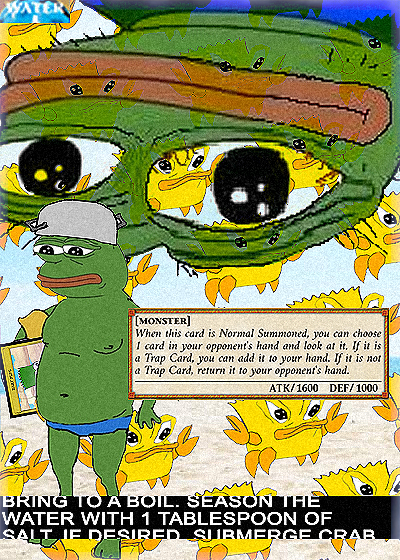 WATER
[MONSTER]
When this card is Normal Summoned, you can choose
1 card in your opponent's hand and look at it. If it is
a Trap Card, you can add it to your hand. If it is not
a Trap Card, return it to your opponent's hand.
ATK/1600 DEF/1000
BRING TO A BOIL. SEASON THE
WATER WITH 1 TABLESPOON OF
SALT, IF DESIRED. SUBMERGE CRAB